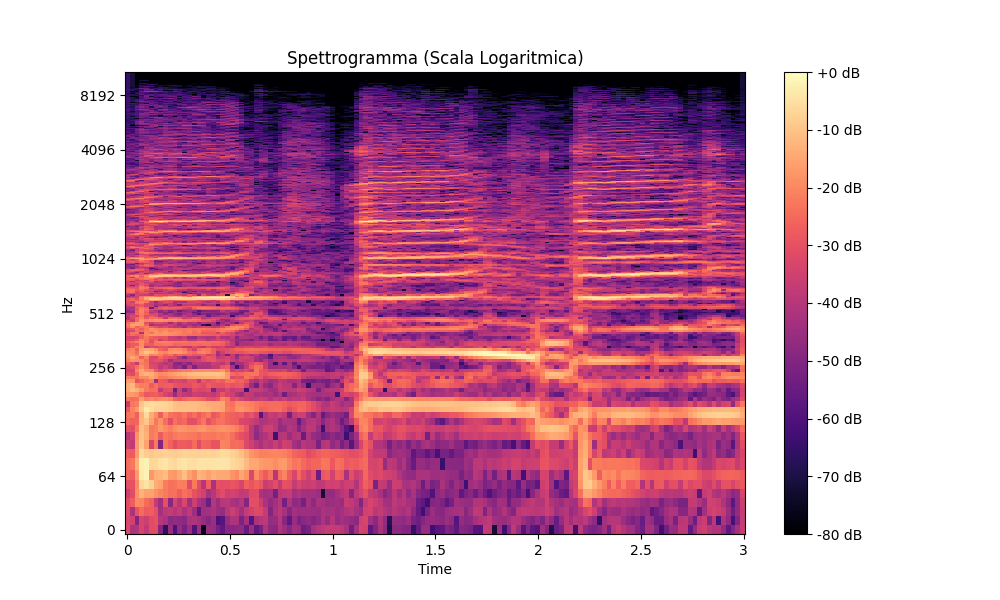 Spettrogramma (Scala Logaritmica)
Hz
8192
4096
2048
1024
512
256
128
64
0
0 0.5 1 1.5 2 2.5 3
Time
+0 dB
-10 dB
-20 dB
-30 dB
-40 dB
-50 dB
-60 dB
-70 dB
-80 dB